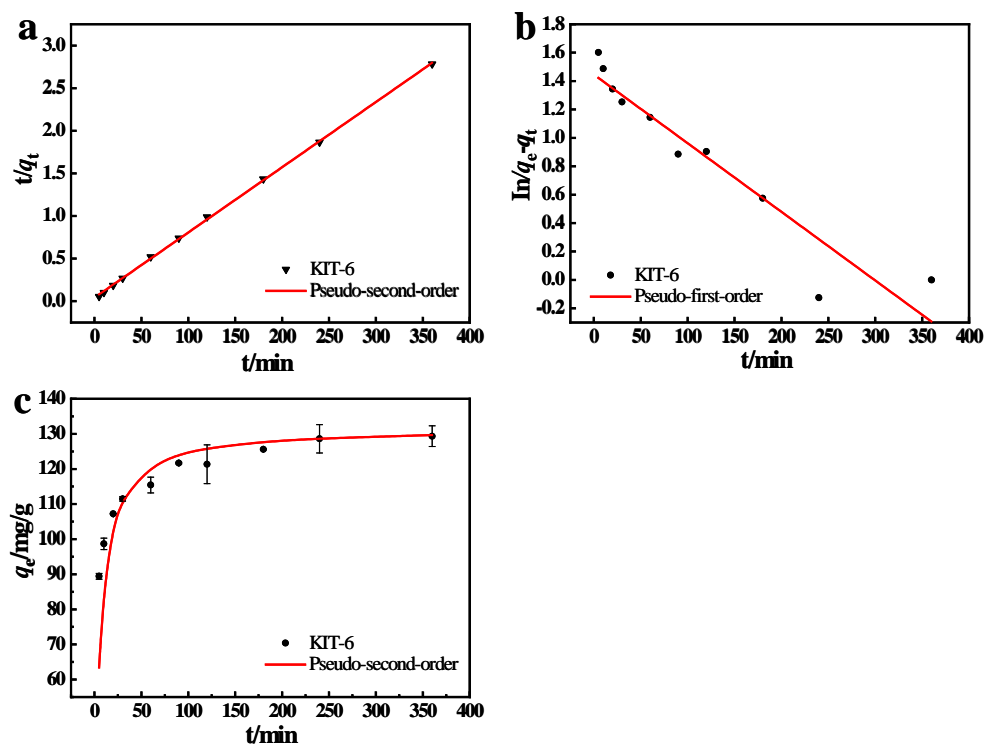 a
3.0
2.5
2.0
1.5
1.0
0.5
0.0
t/qt
KIT-6
Pseudo-second-order
0 50 100 150 200 250 300 350 400
t/min
b
1.8
1.6
1.4
1.2
1.0
0.8
0.6
0.4
0.2
0.0
-0.2
In/qe-qt
KIT-6
Pseudo-first-order
0 50 100 150 200 250 300 350 400
t/min
c
140
130
120
110
100
90
80
70
60
qe/mg/g
KIT-6
Pseudo-second-order
0 50 100 150 200 250 300 350 400
t/min